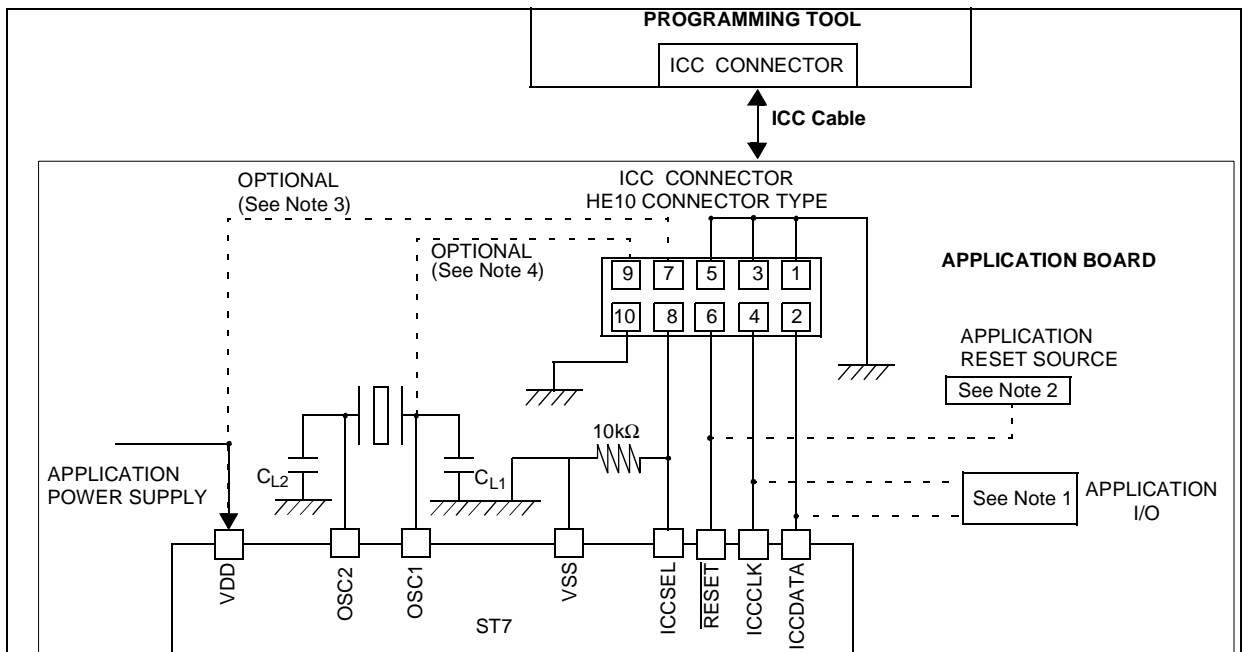 PROGRAMMING TOOL
ICC CONNECTOR
ICC Cable
OPTIONAL
(See Note 3)
ICC CONNECTOR
HE10 CONNECTOR TYPE
OPTIONAL
(See Note 4)
9 7 5 3 1
10 8 6 4 2
APPLICATION BOARD
APPLICATION
RESET SOURCE
See Note 2
10kΩ
APPLICATION
POWER SUPPLY
CL2
CL1
See Note 1
APPLICATION
I/O
VDD
OSC2
OSC1
VSS
ICCSEL
RESET
ICCCLK
ICCDATA
ST7